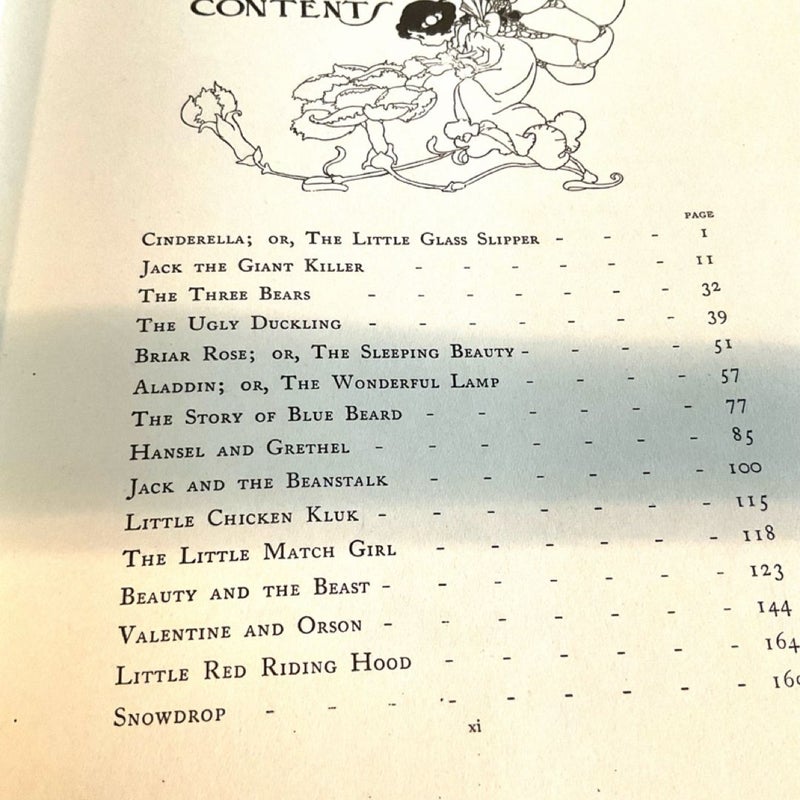 CONTENTS
PAGE
CINDERELLA; OR, THE LITTLE GLASS SLIPPER - - - 1
JACK THE GIANT KILLER - - - - - - 11
THE THREE BEARS - - - - - - - 32
THE UGLY DUCKLING - - - - - - - 39
BRIAR ROSE; OR, THE SLEEPING BEAUTY - - - - 51
ALADDIN; OR, THE WONDERFUL LAMP - - - - 57
THE STORY OF BLUE BEARD - - - - - - 77
HANSEL AND GRETHEL - - - - - - - 85
JACK AND THE BEANSTALK - - - - - - 100
LITTLE CHICKEN KLUK - - - - - - - 115
THE LITTLE MATCH GIRL - - - - - - 118
BEAUTY AND THE BEAST - - - - - - - 123
VALENTINE AND ORSON - - - - - - - 144
LITTLE RED RIDING HOOD - - - - - - 164
SNOWDROP - - - - - - - - -
xi